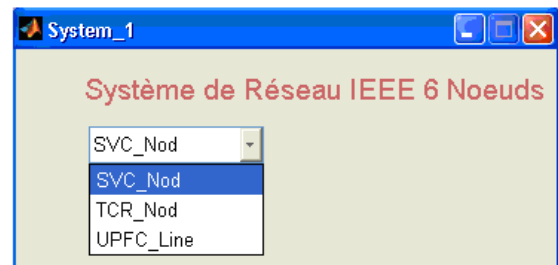 System_1
Système de Réseau IEEE 6 Noeuds
SVC_Nod
SVC_Nod
TCR_Nod
UPFC_Line